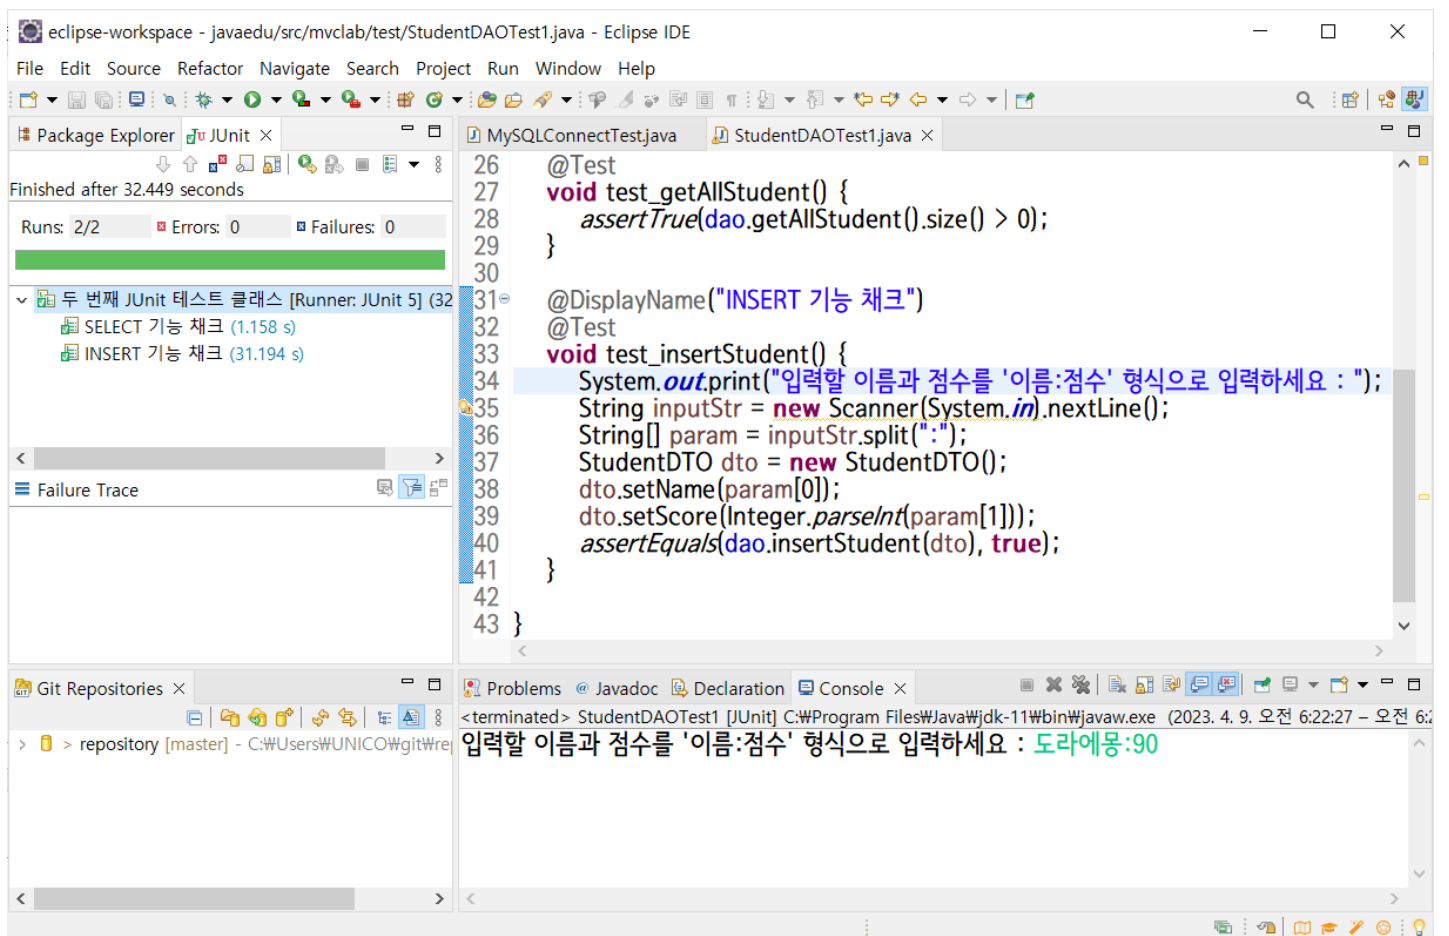 eclipse-workspace - javaedu/src/mvclab/test/StudentDAOTest1.java - Eclipse IDE
File Edit Source Refactor Navigate Search Project Run Window Help
Package Explorer JUnit
Finished after 32.449 seconds
Runs: 2/2 Errors: 0 Failures: 0
두 번째 JUnit 테스트 클래스 [Runner: JUnit 5] (32
SELECT 기능 채크 (1.158 s)
INSERT 기능 채크 (31.194 s)
Failure Trace
MySQLConnectTest.java StudentDAOTest1.java
26 @Test
27 void test_getAllStudent() {
28 assertTrue(dao.getAllStudent().size() > 0);
29 }
30
31 @DisplayName("INSERT 기능 채크")
32 @Test
33 void test_insertStudent() {
34 System.out.print("입력할 이름과 점수를 '이름:점수' 형식으로 입력하세요 : ");
35 String inputStr = new Scanner(System.in).nextLine();
36 String[] param = inputStr.split(":");
37 StudentDTO dto = new StudentDTO();
38 dto.setName(param[0]);
39 dto.setScore(Integer.parseInt(param[1]));
40 assertEquals(dao.insertStudent(dto), true);
41 }
42
43 }
Git Repositories
> repository [master] - C:₩Users₩UNICO₩git₩re
Problems Javadoc Declaration Console
<terminated> StudentDAOTest1 [JUnit] C:₩Program Files₩Java₩jdk-11₩bin₩javaw.exe (2023. 4. 9. 오전 6:22:27 – 오전 6:2
입력할 이름과 점수를 '이름:점수' 형식으로 입력하세요 : 도라에몽:90